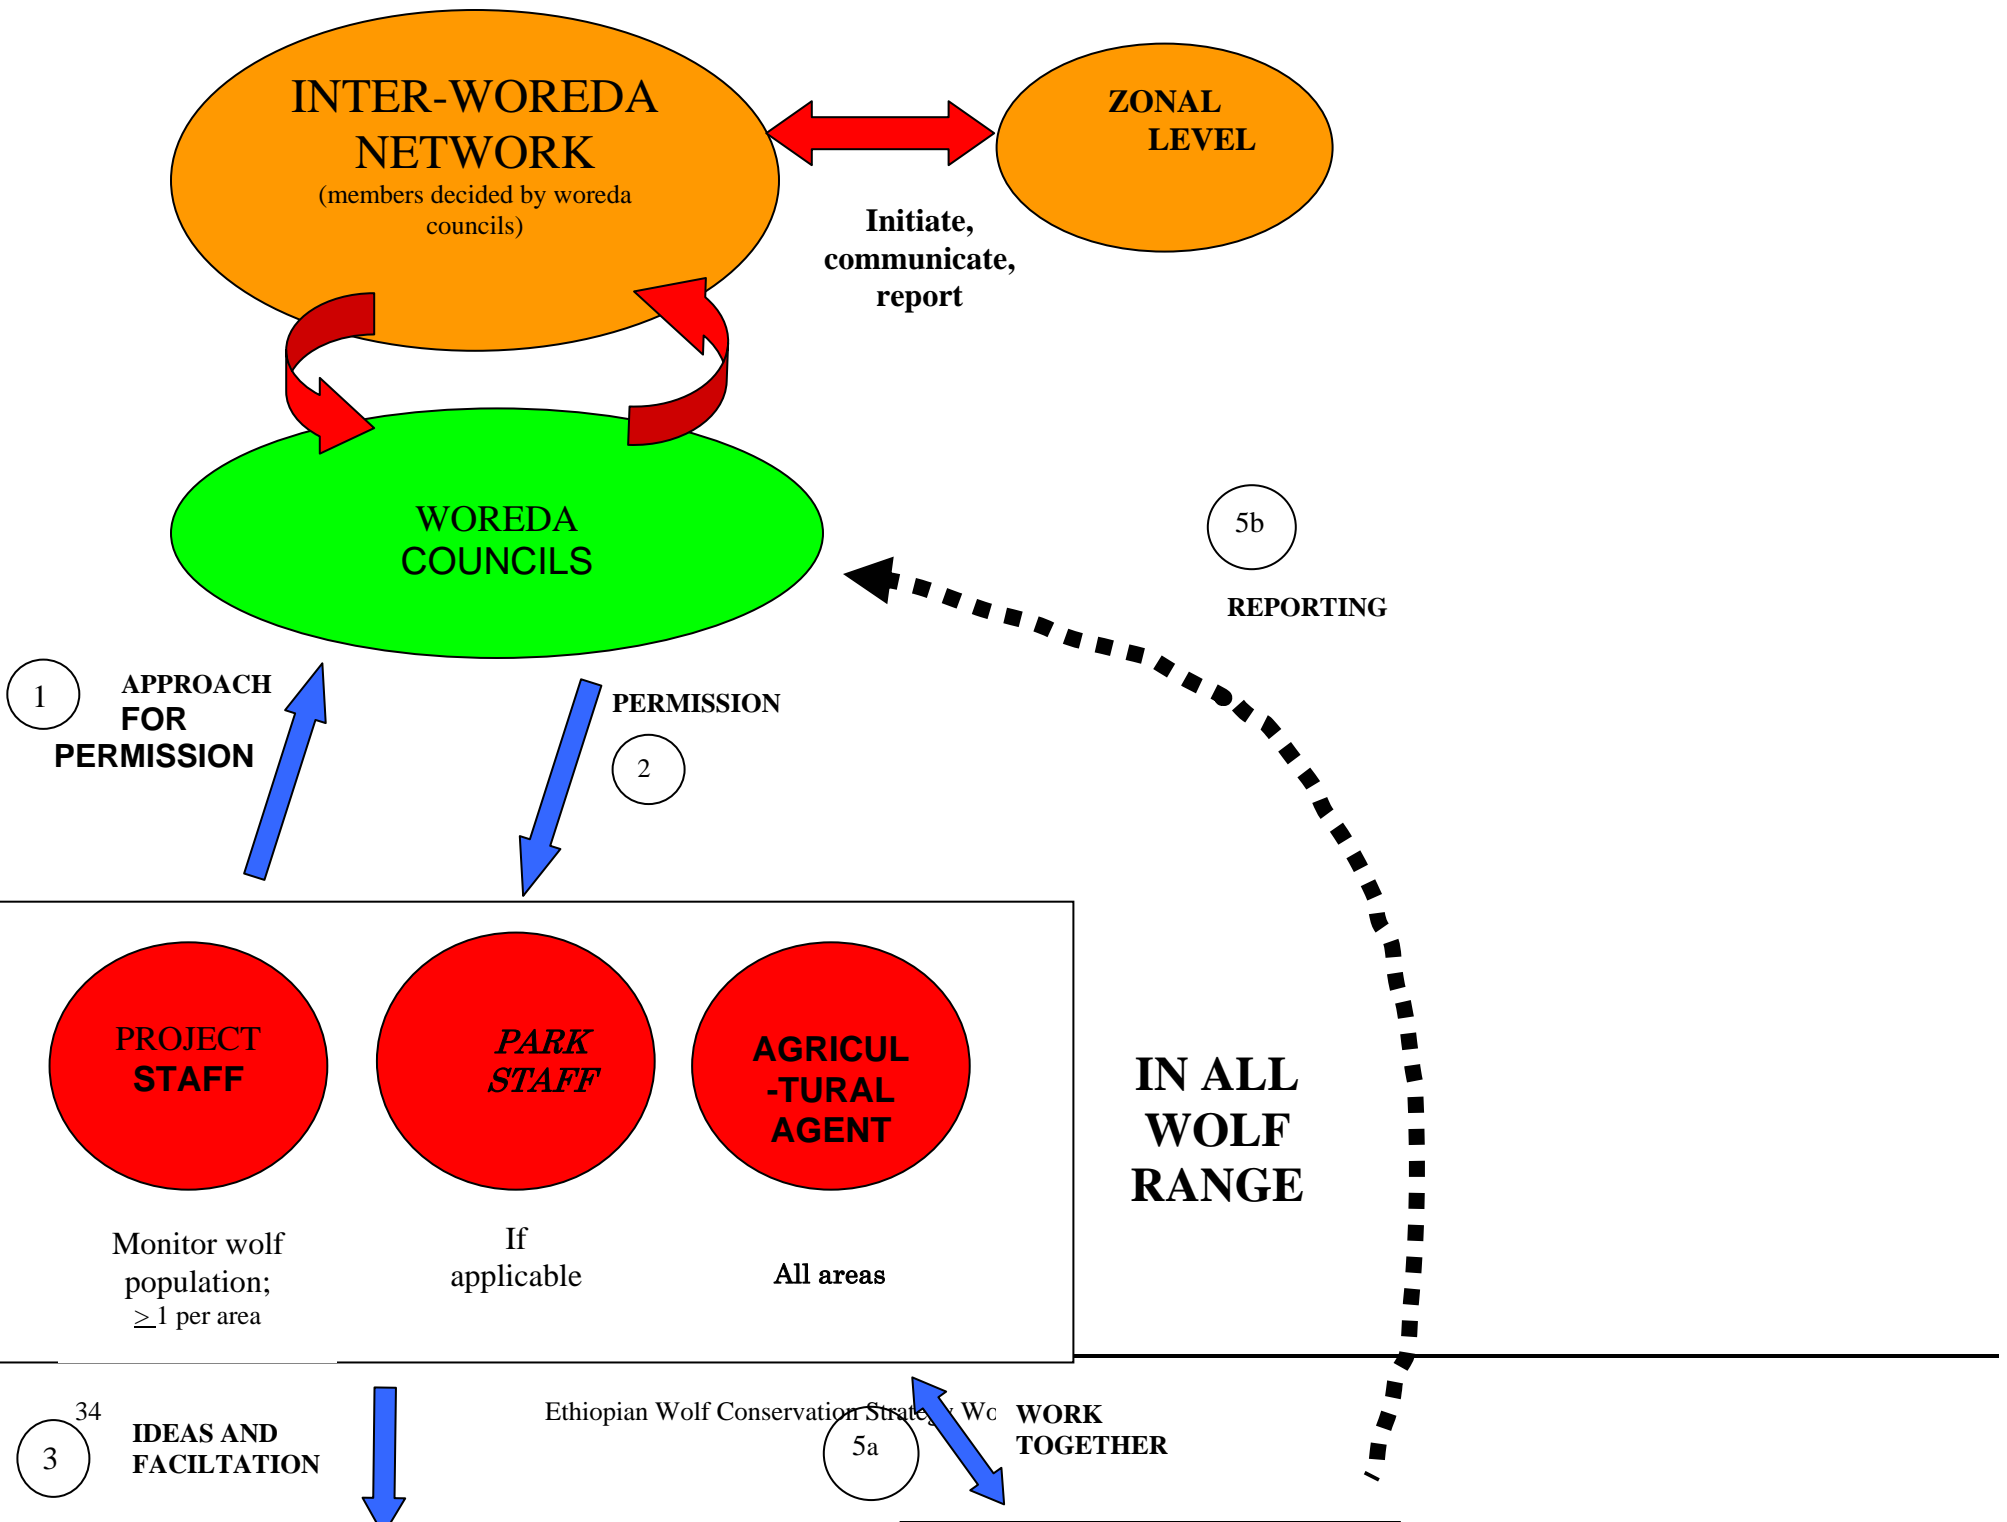 INTER-WOREDA
NETWORK
(members decided by woreda
councils)
ZONAL
LEVEL
Initiate,
communicate,
report
WOREDA
COUNCILS
5b
REPORTING
1
APPROACH
FOR
PERMISSION
PERMISSION
2
PROJECT
STAFF
PARK
STAFF
AGRICUL
-TURAL
AGENT
IN ALL
WOLF
RANGE
Monitor wolf
population;
> 1 per area
If
applicable
All areas
34
Ethiopian Wolf Conservation Strategy
3
IDEAS AND
FACILTATION
5a
WORK
TOGETHER